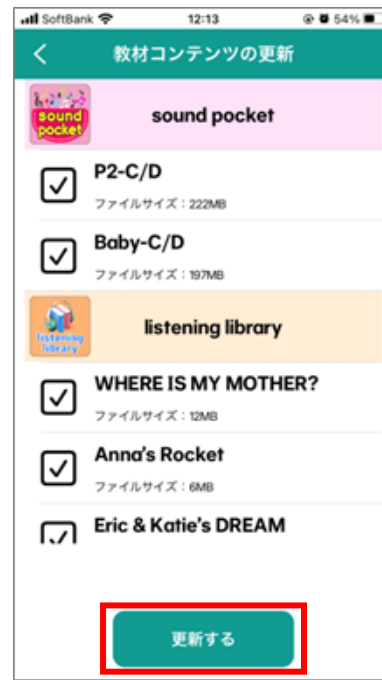 SoftBank 12:13 54%
教材コンテンツの更新
sound pocket
sound pocket
P2-C/D
ファイルサイズ：222MB
Baby-C/D
ファイルサイズ：197MB
listening library
listening library
WHERE IS MY MOTHER?
ファイルサイズ：12MB
Anna's Rocket
ファイルサイズ：6MB
Eric & Katie's DREAM
更新する